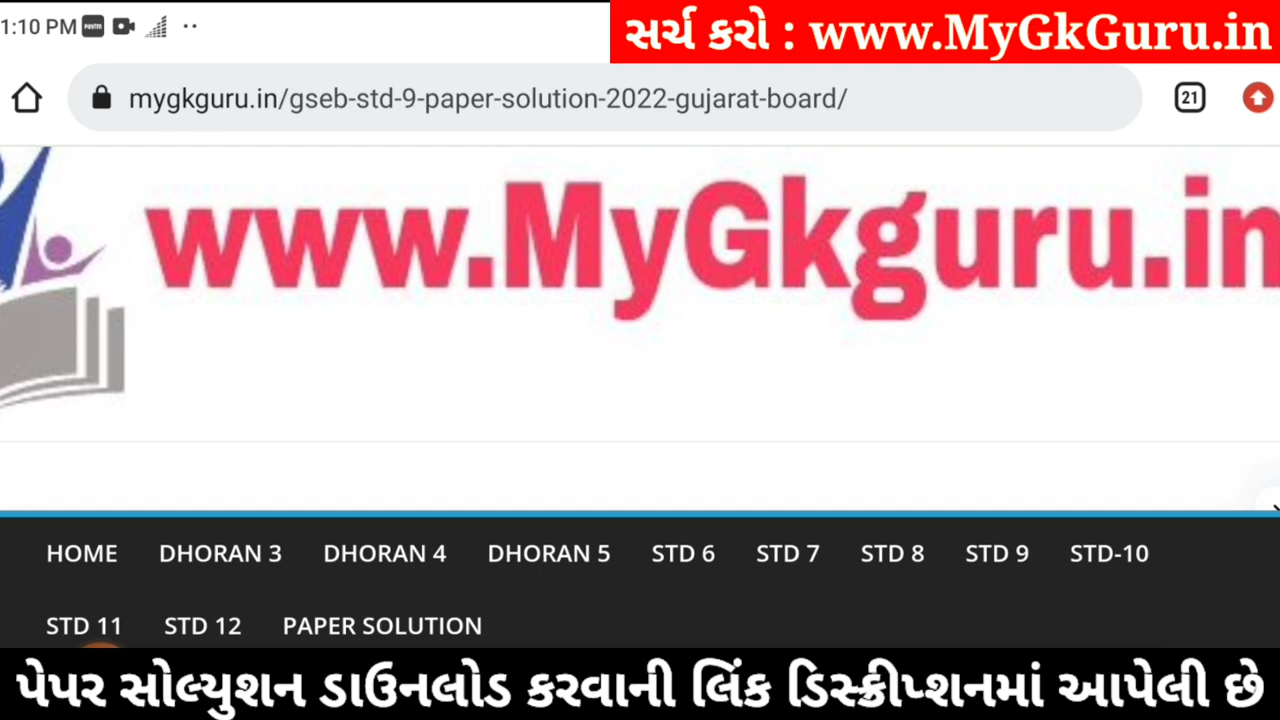 1:10 PM
સર્ચ કરો : www.MyGkGuru.in
mygkguru.in/gseb-std-9-paper-solution-2022-gujarat-board/
21
www.MyGkguru.in
HOME DHORAN 3 DHORAN 4 DHORAN 5 STD 6 STD 7 STD 8 STD 9 STD-10
STD 11 STD 12 PAPER SOLUTION
પેપર સોલ્યુશન ડાઉનલોડ કરવાની લિંક ડિસ્ક્રીપ્શનમાં આપેલી છે